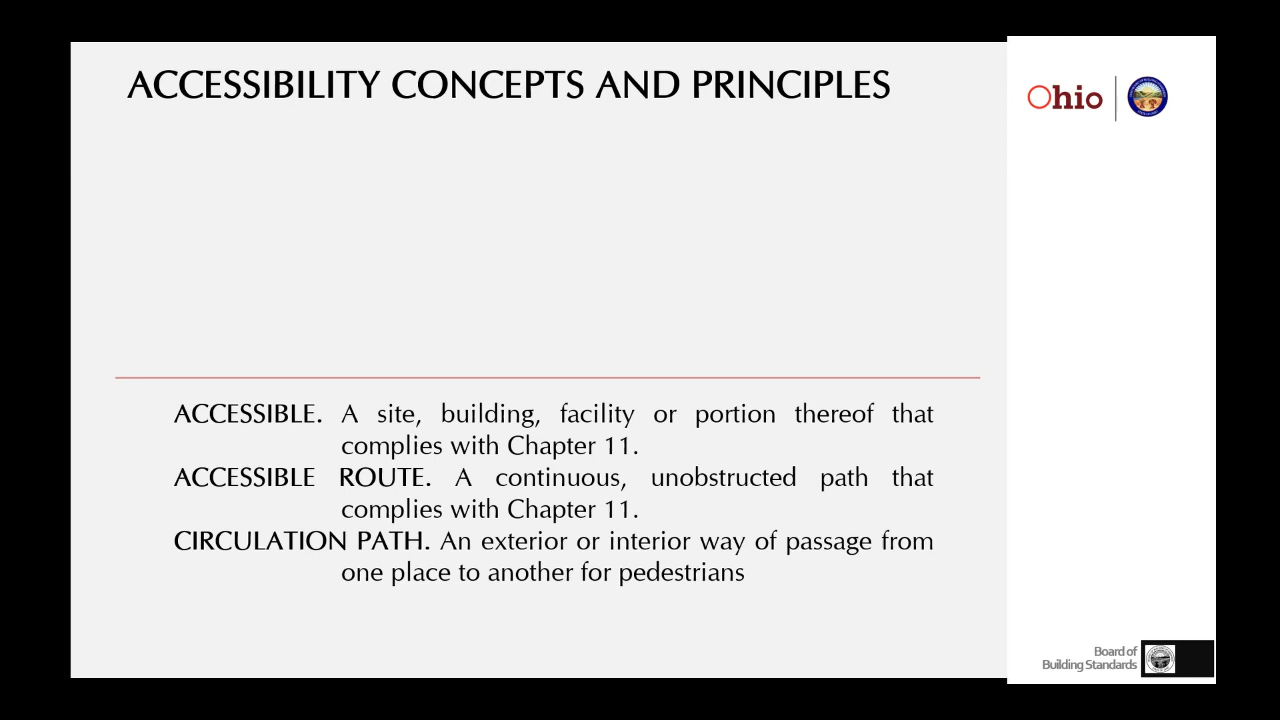 ACCESSIBILITY CONCEPTS AND PRINCIPLES
Ohio
ACCESSIBLE. A site, building, facility or portion thereof that
complies with Chapter 11.
ACCESSIBLE ROUTE. A continuous, unobstructed path that
complies with Chapter 11.
CIRCULATION PATH. An exterior or interior way of passage from
one place to another for pedestrians
Board of
Building Standards